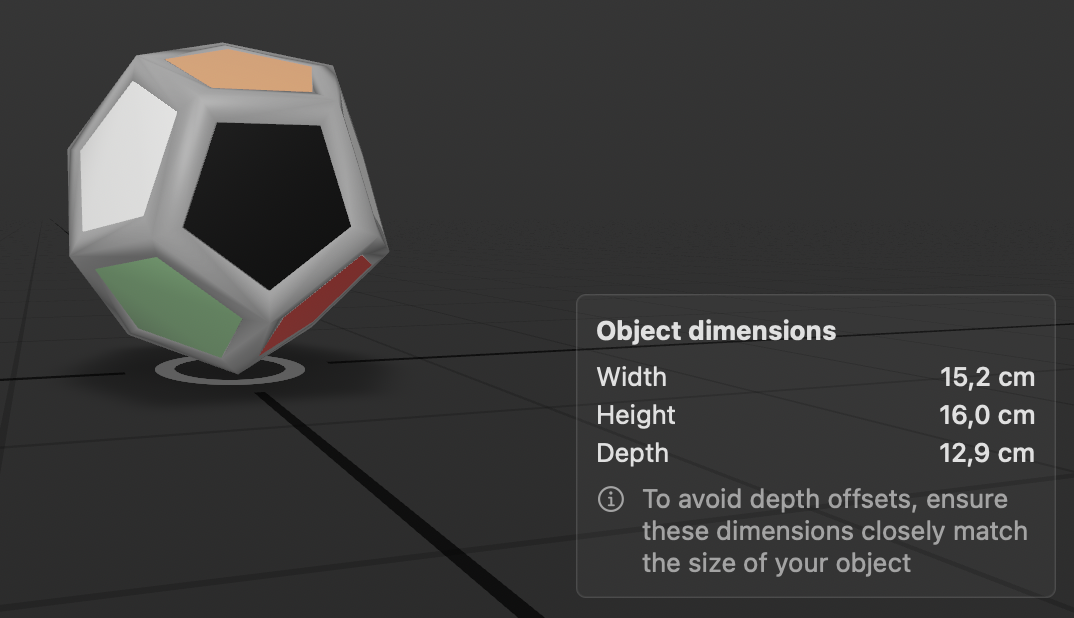 Object dimensions
Width 15,2 cm
Height 16,0 cm
Depth 12,9 cm
To avoid depth offsets, ensure
these dimensions closely match
the size of your object